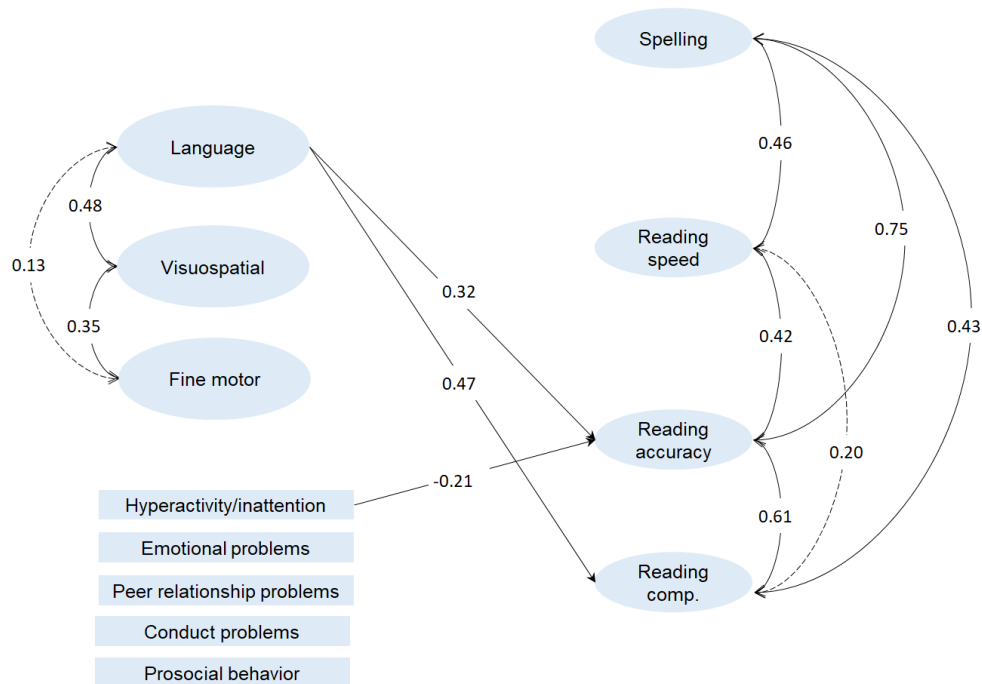 Spelling
0.46
Language
0.48
0.75
Reading
speed
Visuospatial
0.13
0.32
0.35
0.42
0.43
Fine motor
0.47
Reading
accuracy
0.20
-0.21
Hyperactivity/inattention
0.61
Emotional problems
Reading
comp.
Peer relationship problems
Conduct problems
Prosocial behavior